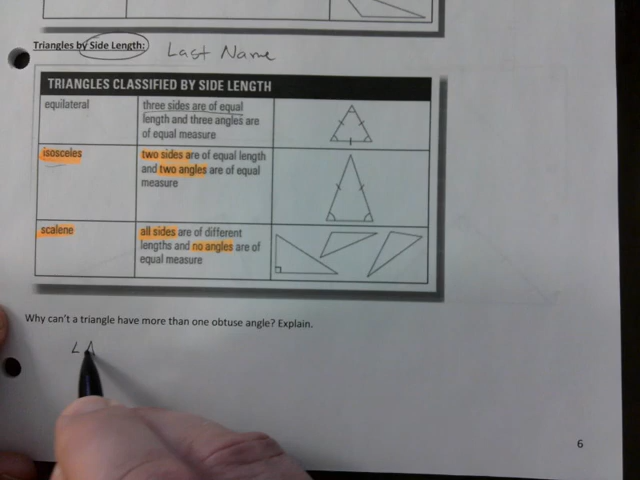 Triangles by Side Length: Last Name
TRIANGLES CLASSIFIED BY SIDE LENGTH
equilateral
three sides are of equal
length and three angles are
of equal measure
isosceles
two sides are of equal length
and two angles are of equal
measure
scalene
all sides are of different
lengths and no angles are of
equal measure
Why can't a triangle have more than one obtuse angle? Explain.
∠A
6